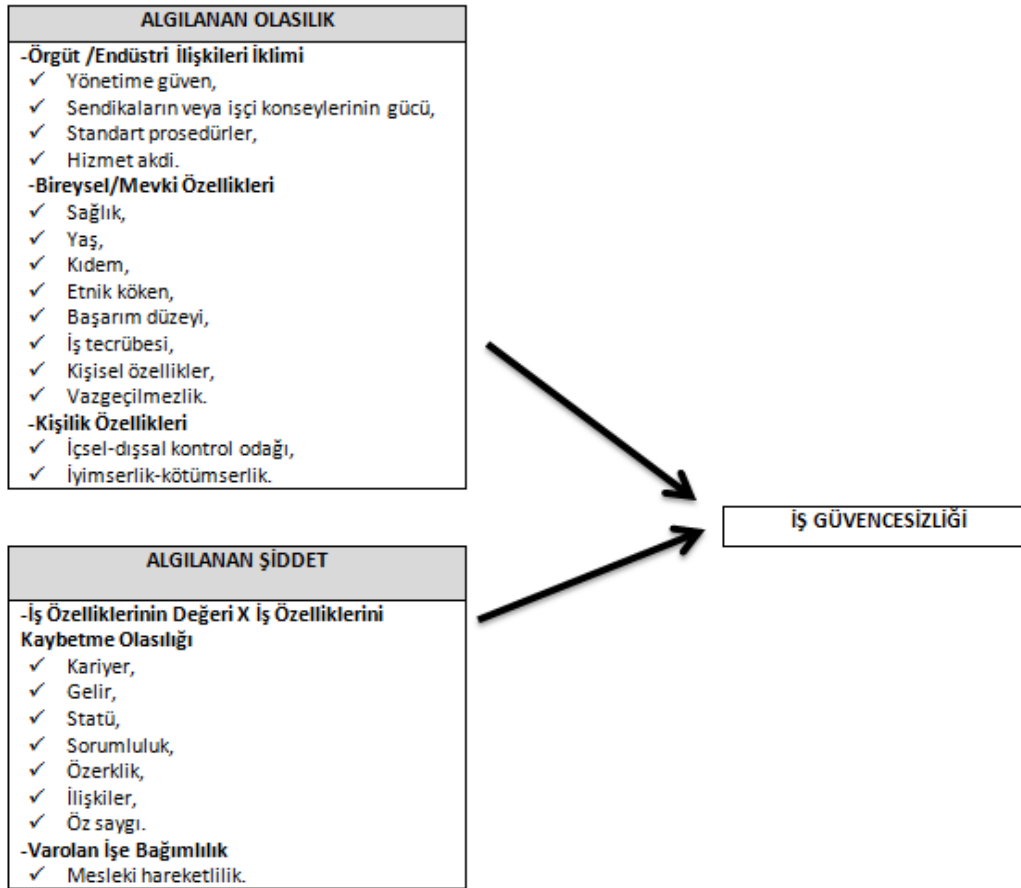 ALGILANAN OLASILIK
-Örgüt /Endüstri İlişkileri İklimi
✓ Yönetime güven,
✓ Sendikaların veya işçi konseylerinin gücü,
✓ Standart prosedürler,
✓ Hizmet akdi.
-Bireysel/Mevki Özellikleri
✓ Sağlık,
✓ Yaş,
✓ Kıdem,
✓ Etnik köken,
✓ Başarım düzeyi,
✓ İş tecrübesi,
✓ Kişisel özellikler,
✓ Vazgeçilmezlik.
-Kişilik Özellikleri
✓ İçsel-dışsal kontrol odağı,
✓ İyimserlik-kötümserlik.
İŞ GÜVENCESİZLİĞİ
ALGILANAN ŞİDDET
-İş Özelliklerinin Değeri X İş Özelliklerini
Kaybetme Olasılığı
✓ Kariyer,
✓ Gelir,
✓ Statü,
✓ Sorumluluk,
✓ Özerklik,
✓ İlişkiler,
✓ Öz saygı.
-Varolan İşe Bağımlılık
✓ Mesleki hareketlilik.